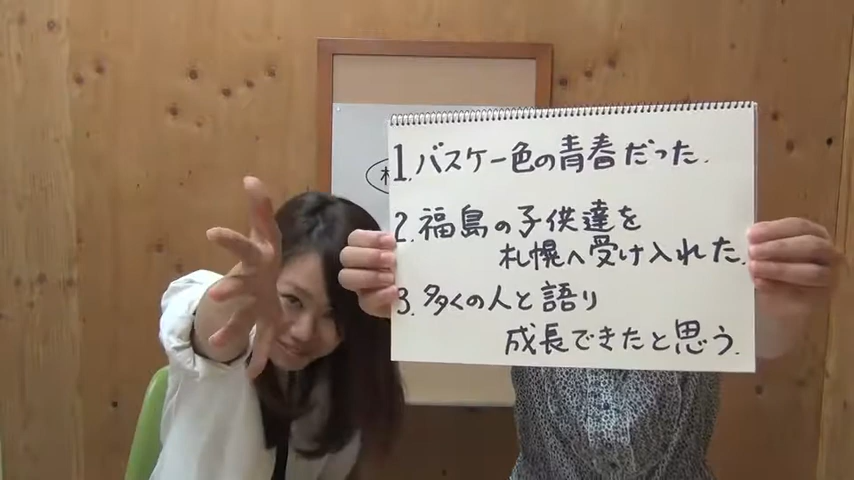 1. バスケ一色の青春だった.
2. 福島の子供達を
札幌へ受け入れた.
3. 多くの人と語り
成長できたと思う.